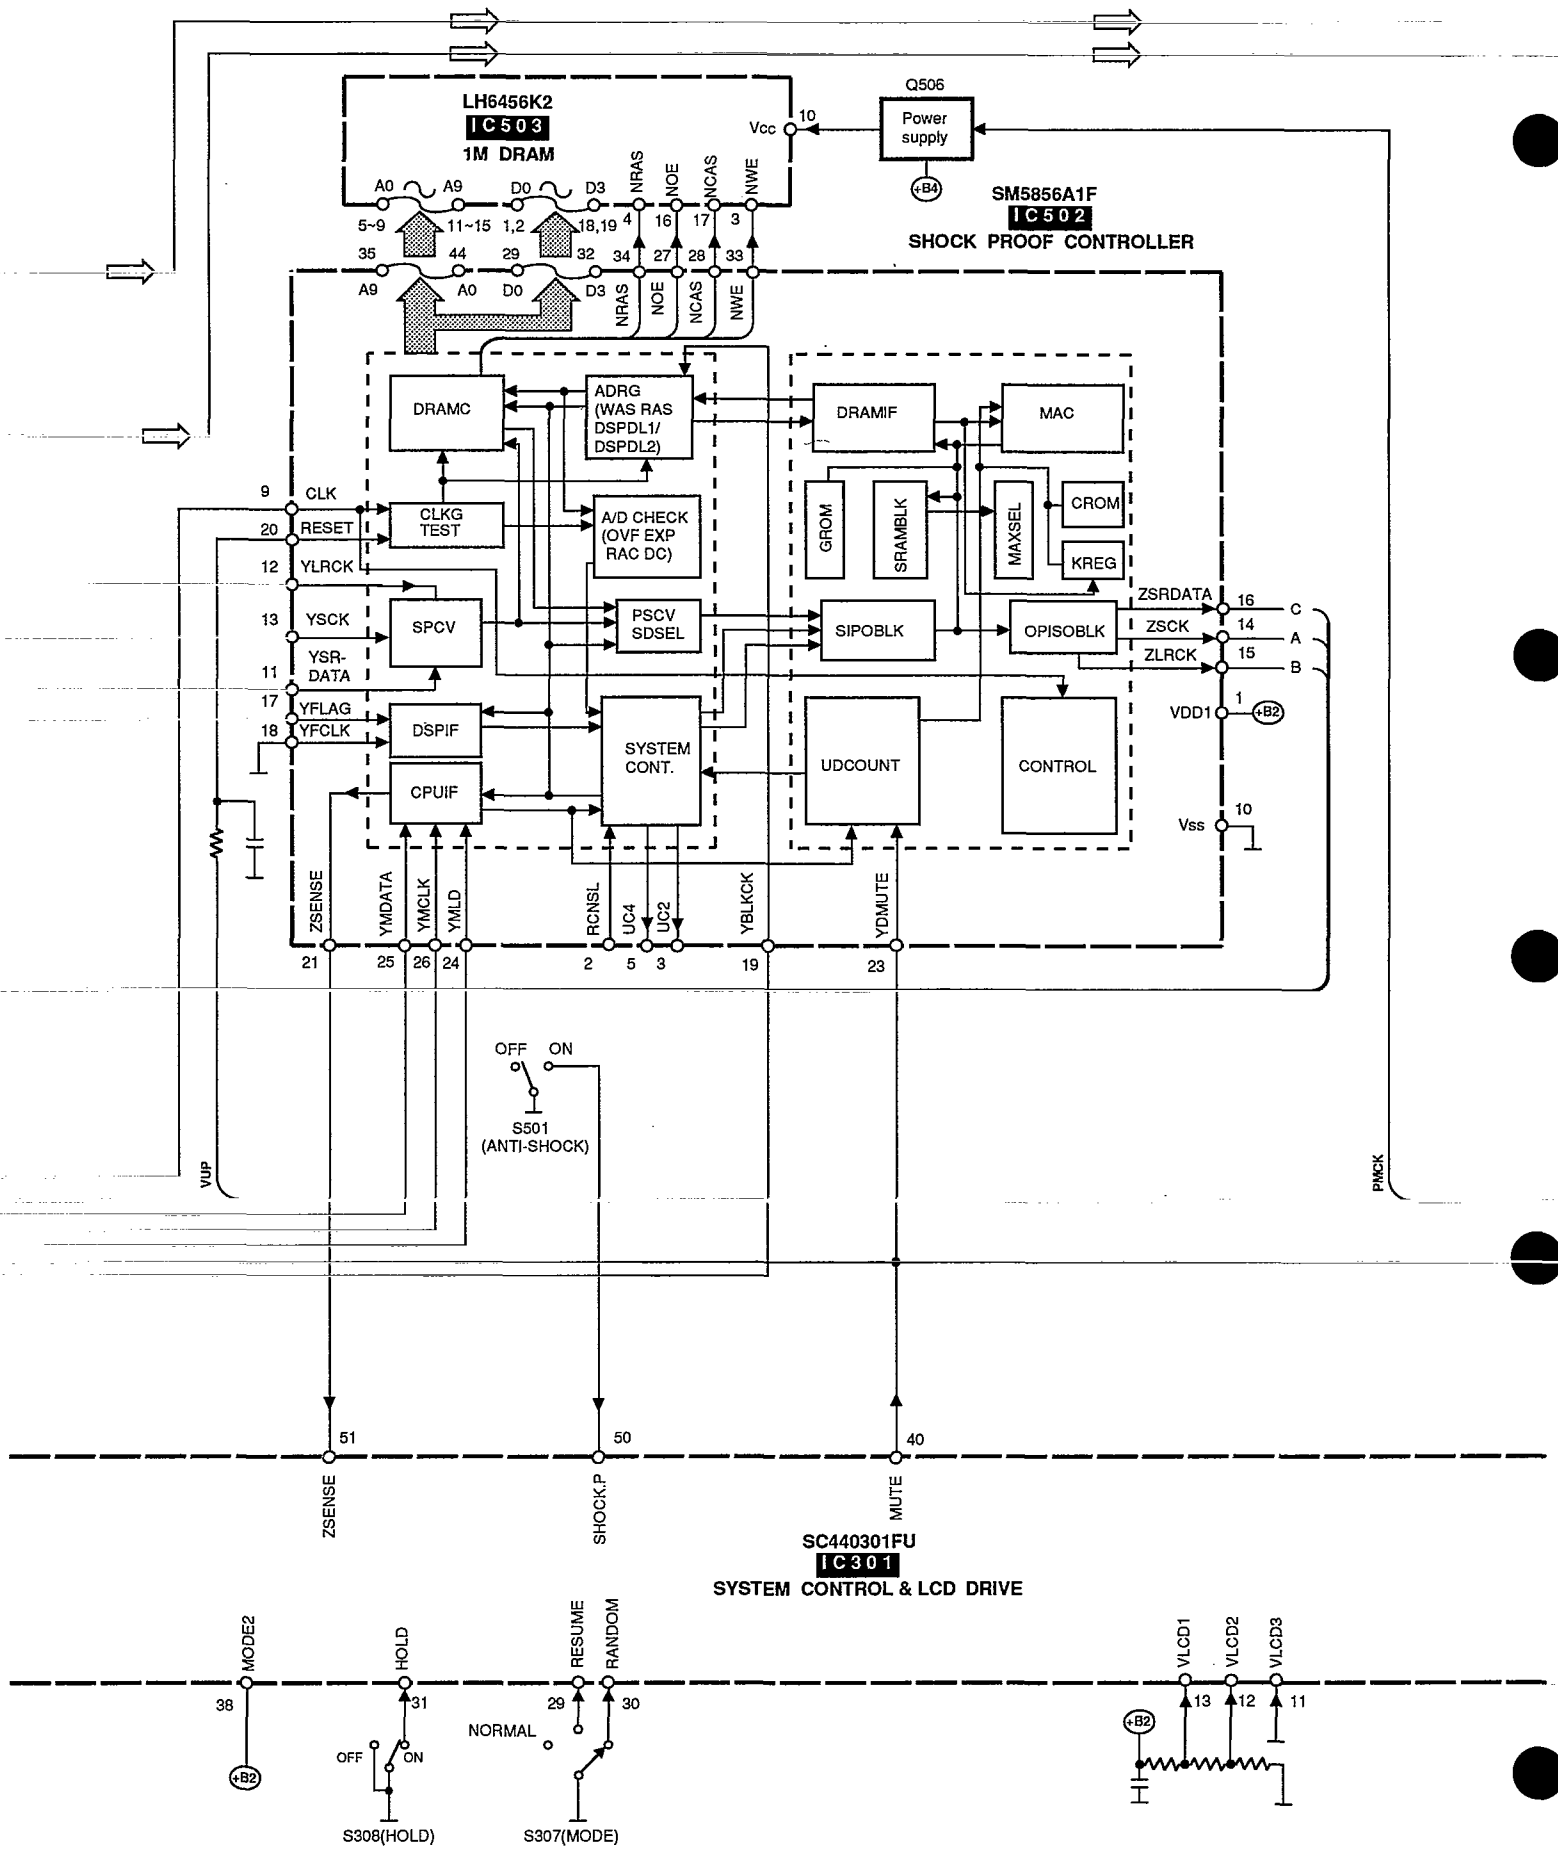 Q506
LH6456K2
IC503
1M DRAM
Vcc
10
Power
supply
+B4
A0
A9
D0
D3
NRAS
NOE
NCAS
NWE
5~9
11~15
1,2
18,19
4
16
17
3
SM5856A1F
IC502
SHOCK PROOF CONTROLLER
35
44
29
32
34
27
28
33
A9
A0
D0
D3
NRAS
NOE
NCAS
NWE
DRAMC
ADRG
(WAS RAS
DSPDL1/
DSPDL2)
DRAMIF
MAC
9
CLK
20
RESET
CLKG
TEST
A/D CHECK
(OVF EXP
RAC DC)
GROM
SRAMBLK
MAXSEL
CROM
KREG
12
YLRCK
13
YSCK
SPCV
PSCV
SDSEL
SIPOBLK
OPISOBLK
ZSRDATA
16
C
ZSCK
14
A
ZLRCK
15
B
11
YSR-
DATA
17
YFLAG
18
YFCLK
DSPIF
CPUIF
SYSTEM
CONT.
UDCOUNT
CONTROL
VDD1
1
+B2
Vss
10
ZSENSE
YMDATA
YMCLK
YMLD
RCNSL
UC4
UC2
YBLKCK
YDMUTE
21
25
26
24
2
5
3
19
23
OFF
ON
S501
(ANTI-SHOCK)
VUP
PMCK
51
50
40
ZSENSE
SHOCK.P
MUTE
SC440301FU
IC301
SYSTEM CONTROL & LCD DRIVE
MODE2
HOLD
RESUME
RANDOM
VLCD1
VLCD2
VLCD3
38
31
29
30
13
12
11
NORMAL
OFF
ON
+B2
+B2
S308(HOLD)
S307(MODE)